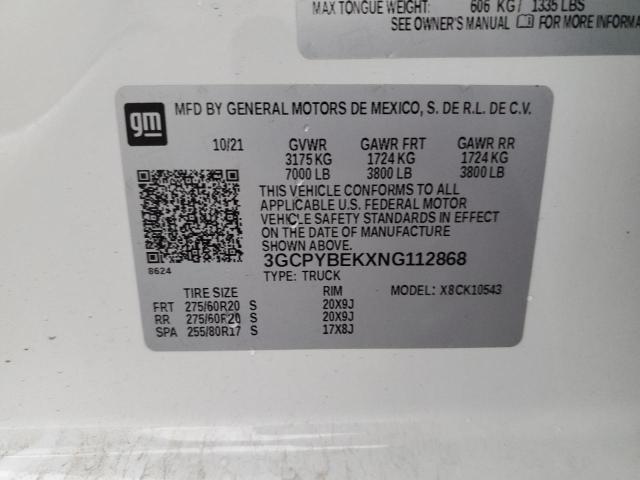 MAX TONGUE WEIGHT: 606 KG / 1335 LBS
SEE OWNER'S MANUAL FOR MORE INFORMA
gm
MFD BY GENERAL MOTORS DE MEXICO, S. DE R.L. DE C.V.
10/21 GVWR GAWR FRT GAWR RR
3175 KG 1724 KG 1724 KG
7000 LB 3800 LB 3800 LB
THIS VEHICLE CONFORMS TO ALL
APPLICABLE U.S. FEDERAL MOTOR
VEHICLE SAFETY STANDARDS IN EFFECT
ON THE DATE OF MANUFACTURE
SHOWN ABOVE.
3GCPYBEKXNG112868
8624
TYPE: TRUCK
TIRE SIZE RIM MODEL: X8CK10543
FRT 275/60R20 S 20X9J
RR 275/60R20 S 20X9J
SPA 255/80R17 S 17X8J